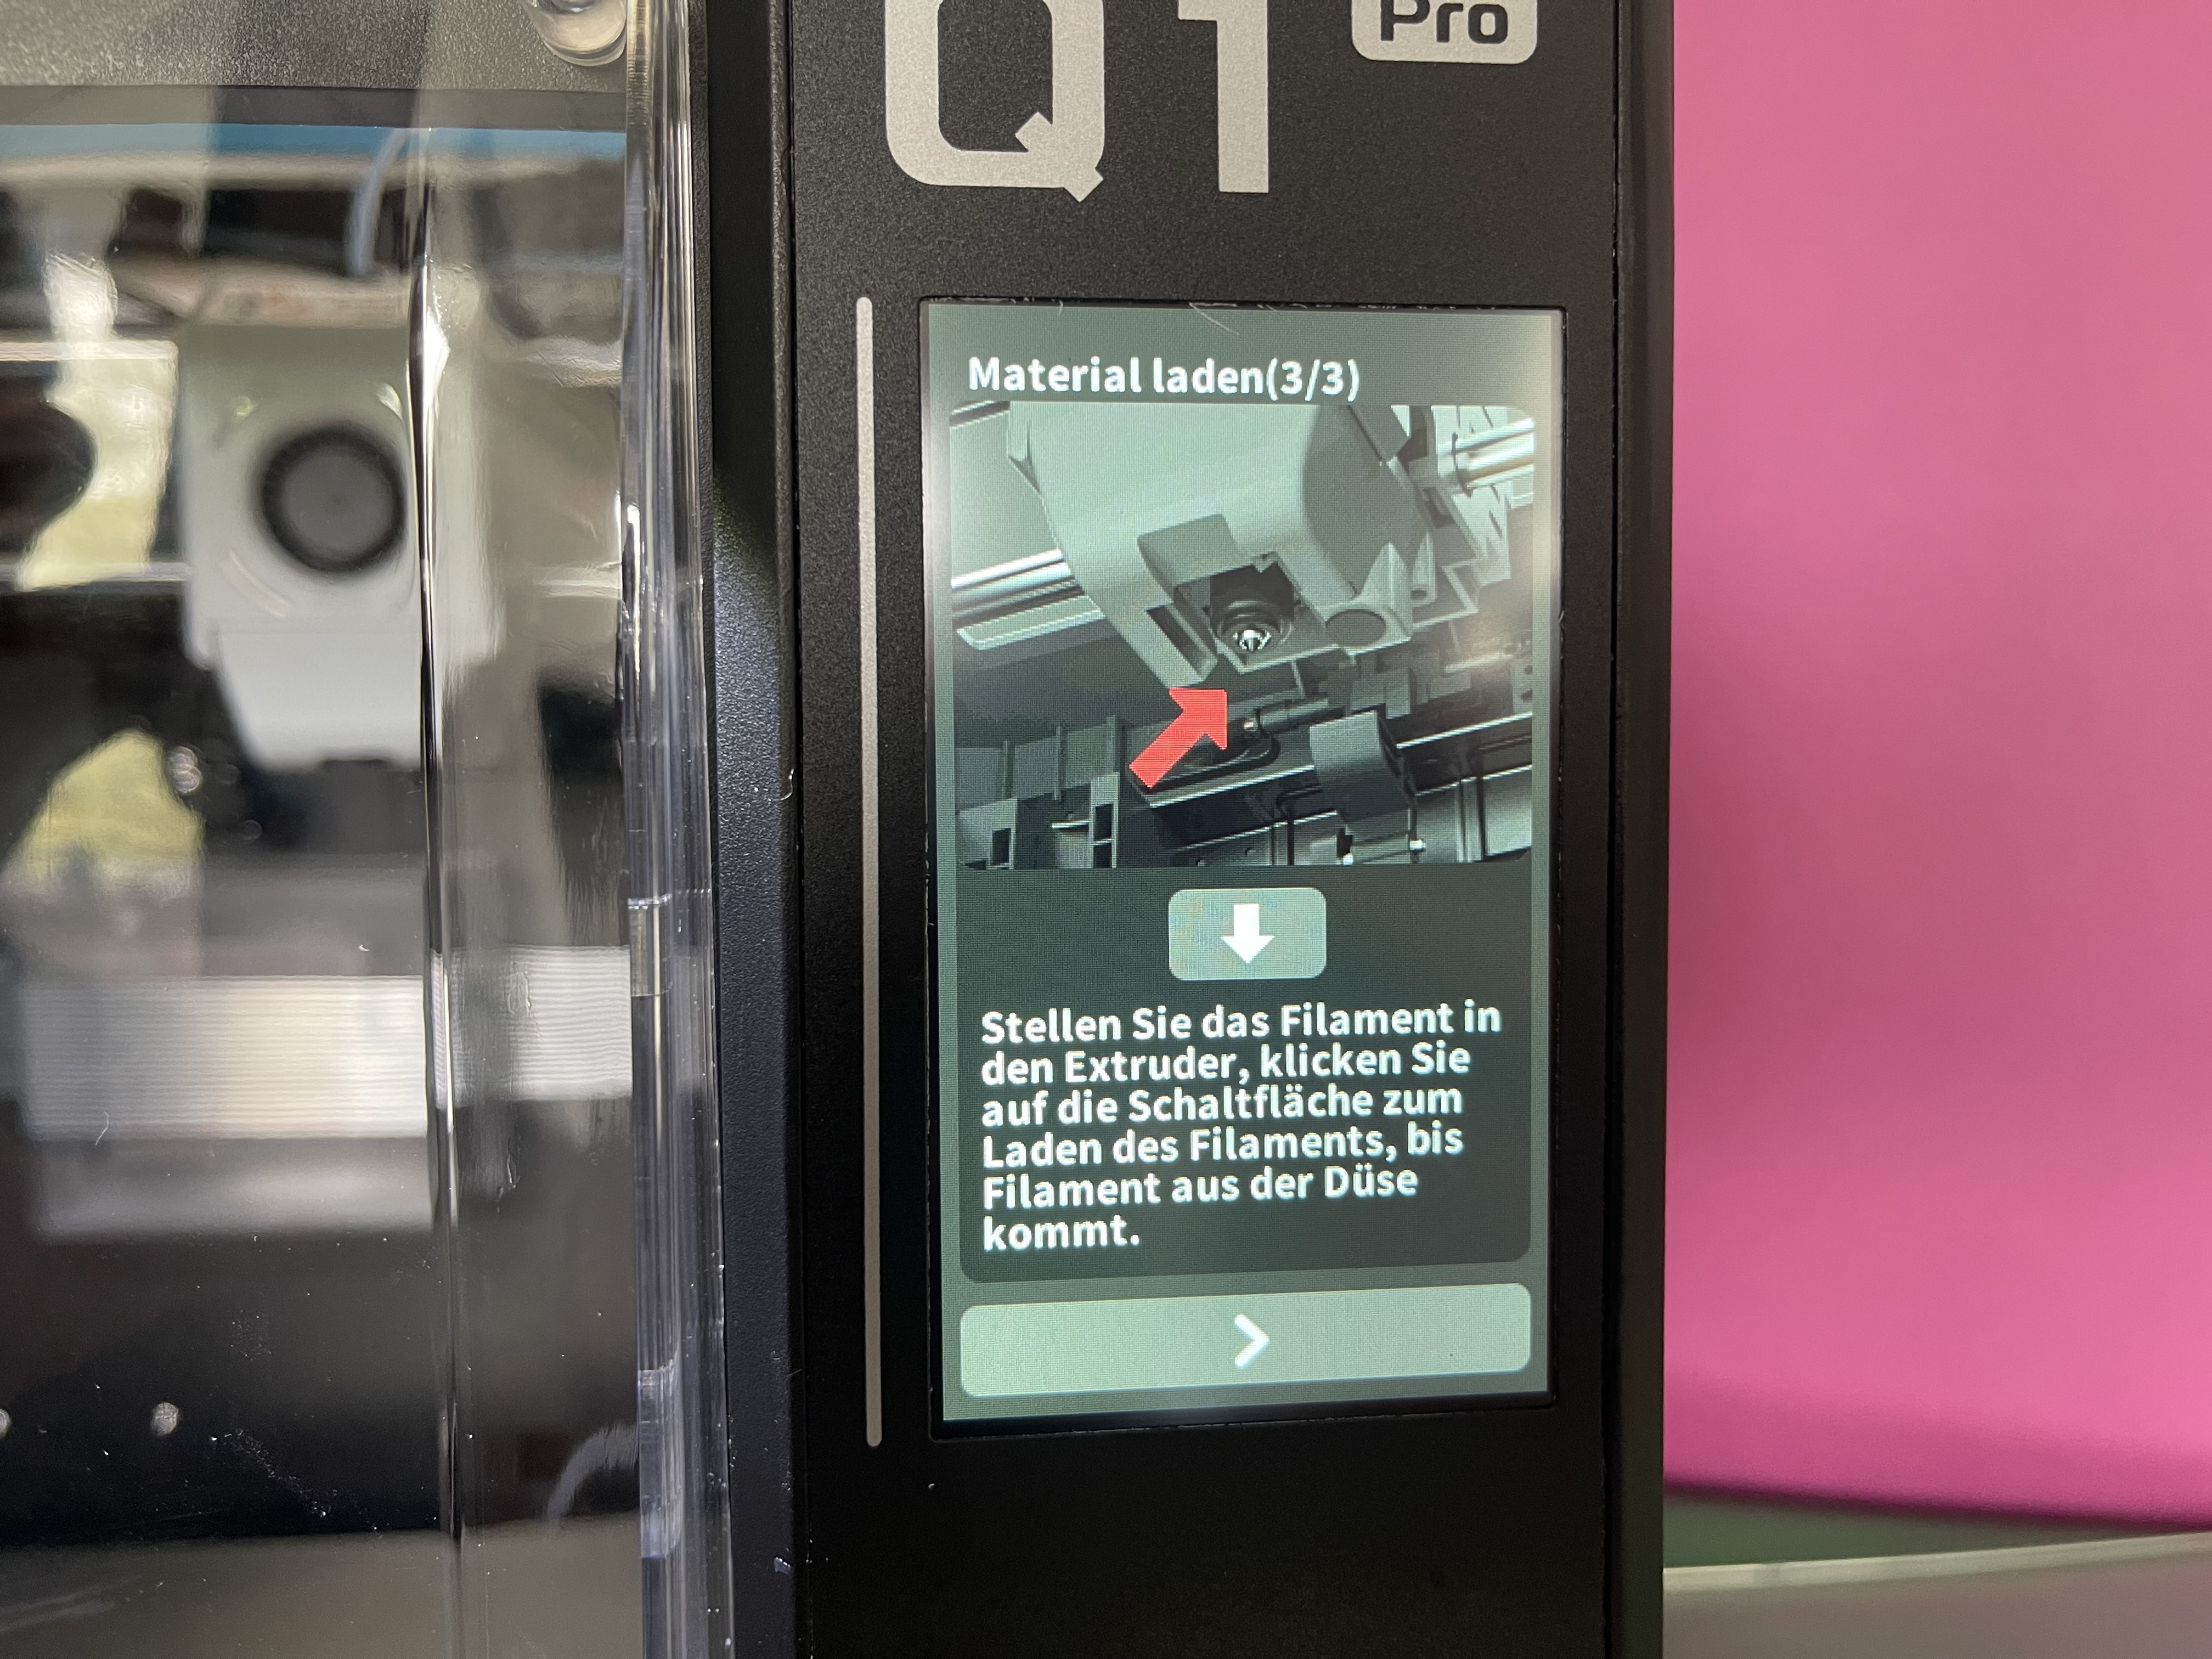 Q1 Pro
Material laden(3/3)
Stellen Sie das Filament in
den Extruder, klicken Sie
auf die Schaltfläche zum
Laden des Filaments, bis
Filament aus der Düse
kommt.